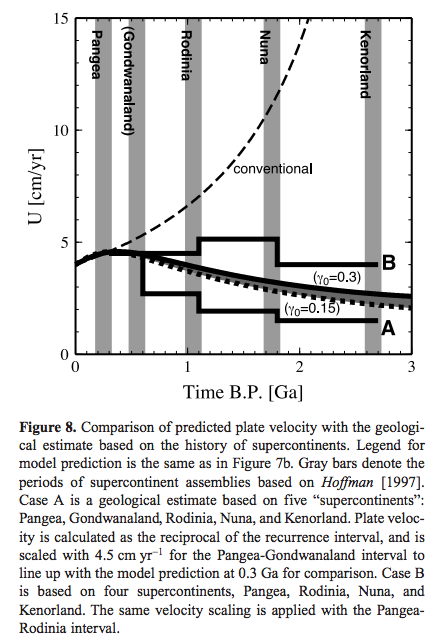 15
10
5
0
U [cm/yr]
Pangea
(Gondwanaland)
Rodinia
Nuna
Kenorland
conventional
B
(γ₀=0.3)
(γ₀=0.15)
A
0 1 2 3
Time B.P. [Ga]
Figure 8. Comparison of predicted plate velocity with the geologi-
cal estimate based on the history of supercontinents. Legend for
model prediction is the same as in Figure 7b. Gray bars denote the
periods of supercontinent assemblies based on Hoffman [1997].
Case A is a geological estimate based on five “supercontinents”:
Pangea, Gondwanaland, Rodinia, Nuna, and Kenorland. Plate veloc-
ity is calculated as the reciprocal of the recurrence interval, and is
scaled with 4.5 cm yr⁻¹ for the Pangea-Gondwanaland interval to
line up with the model prediction at 0.3 Ga for comparison. Case B
is based on four supercontinents, Pangea, Rodinia, Nuna, and
Kenorland. The same velocity scaling is applied with the Pangea-
Rodinia interval.